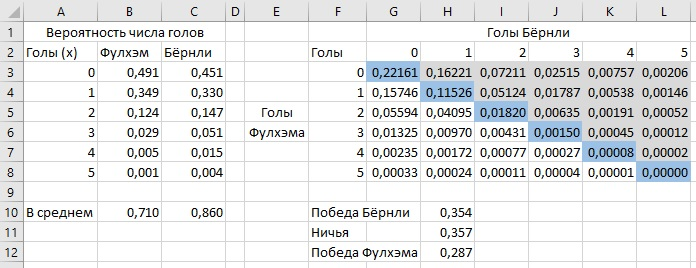 A B C D E F G H I J K L
1 Вероятность числа голов Голы Бёрнли
2 Голы (x) Фулхэм Бёрнли Голы 0 1 2 3 4 5
3 0 0,491 0,451 0 0,22161 0,16221 0,07211 0,02515 0,00757 0,00206
4 1 0,349 0,330 1 0,15746 0,11526 0,05124 0,01787 0,00538 0,00146
5 2 0,124 0,147 Голы 2 0,05594 0,04095 0,01820 0,00635 0,00191 0,00052
6 3 0,029 0,051 Фулхэма 3 0,01325 0,00970 0,00431 0,00150 0,00045 0,00012
7 4 0,005 0,015 4 0,00235 0,00172 0,00077 0,00027 0,00008 0,00002
8 5 0,001 0,004 5 0,00033 0,00024 0,00011 0,00004 0,00001 0,00000
9
10 В среднем 0,710 0,860 Победа Бёрнли 0,354
11 Ничья 0,357
12 Победа Фулхэма 0,287